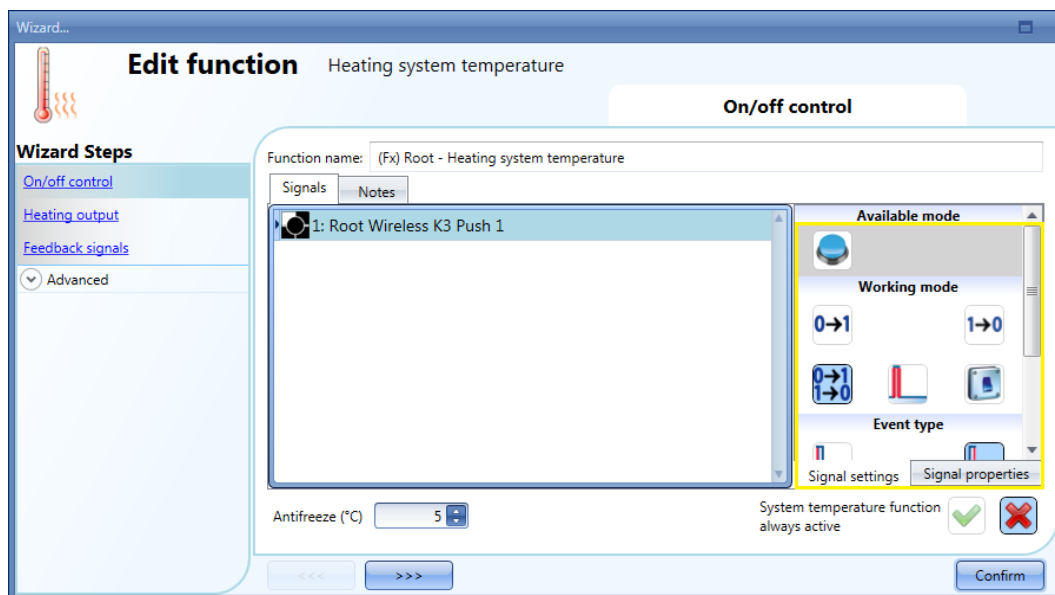 Wizard...
Edit function Heating system temperature
On/off control
Wizard Steps
On/off control
Heating output
Feedback signals
Advanced
Function name: (Fx) Root - Heating system temperature
Signals Notes
1: Root Wireless K3 Push 1
Available mode
Working mode
0→1 1→0
0→1
1→0
Event type
Signal settings Signal properties
Antifreeze (°C) 5
System temperature function
always active
<<< >>> Confirm